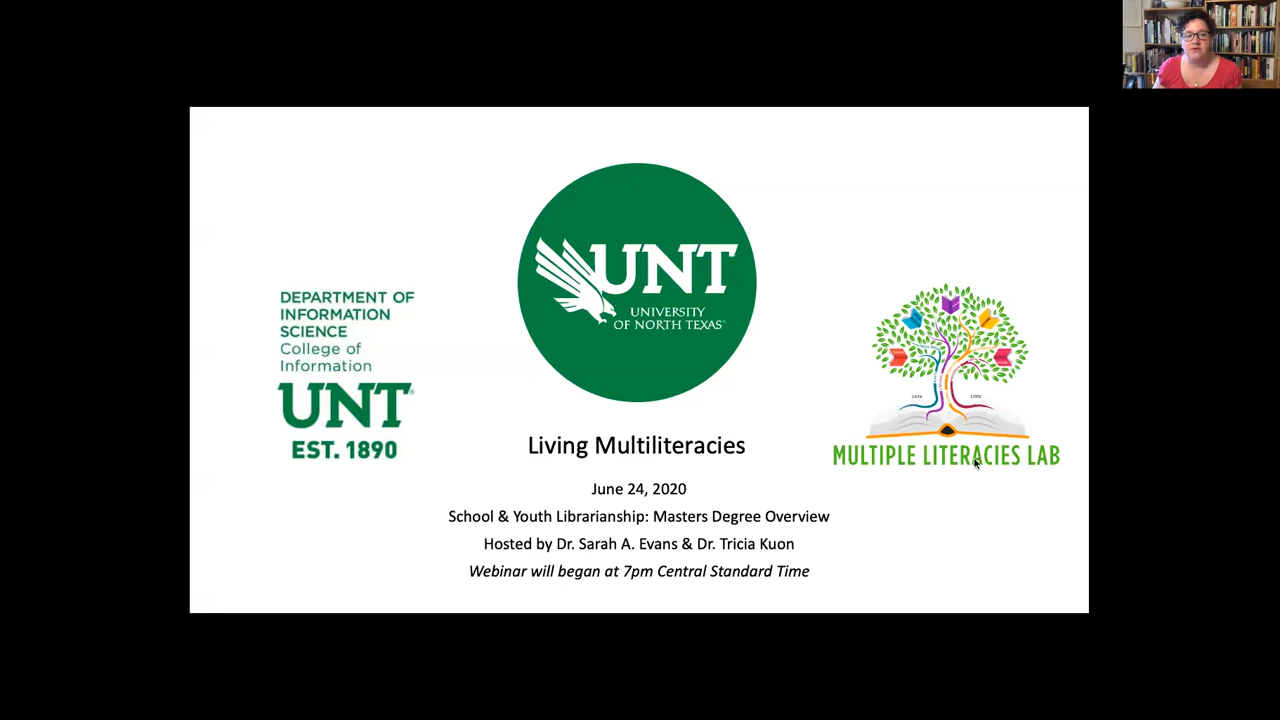 DEPARTMENT OF
INFORMATION
SCIENCE
College of
Information
UNT®
EST. 1890
UNT
UNIVERSITY
OF NORTH TEXAS®
Living Multiliteracies
June 24, 2020
School & Youth Librarianship: Masters Degree Overview
Hosted by Dr. Sarah A. Evans & Dr. Tricia Kuon
Webinar will began at 7pm Central Standard Time
DATA
CIVIC
MULTIPLE LITERACIES LAB